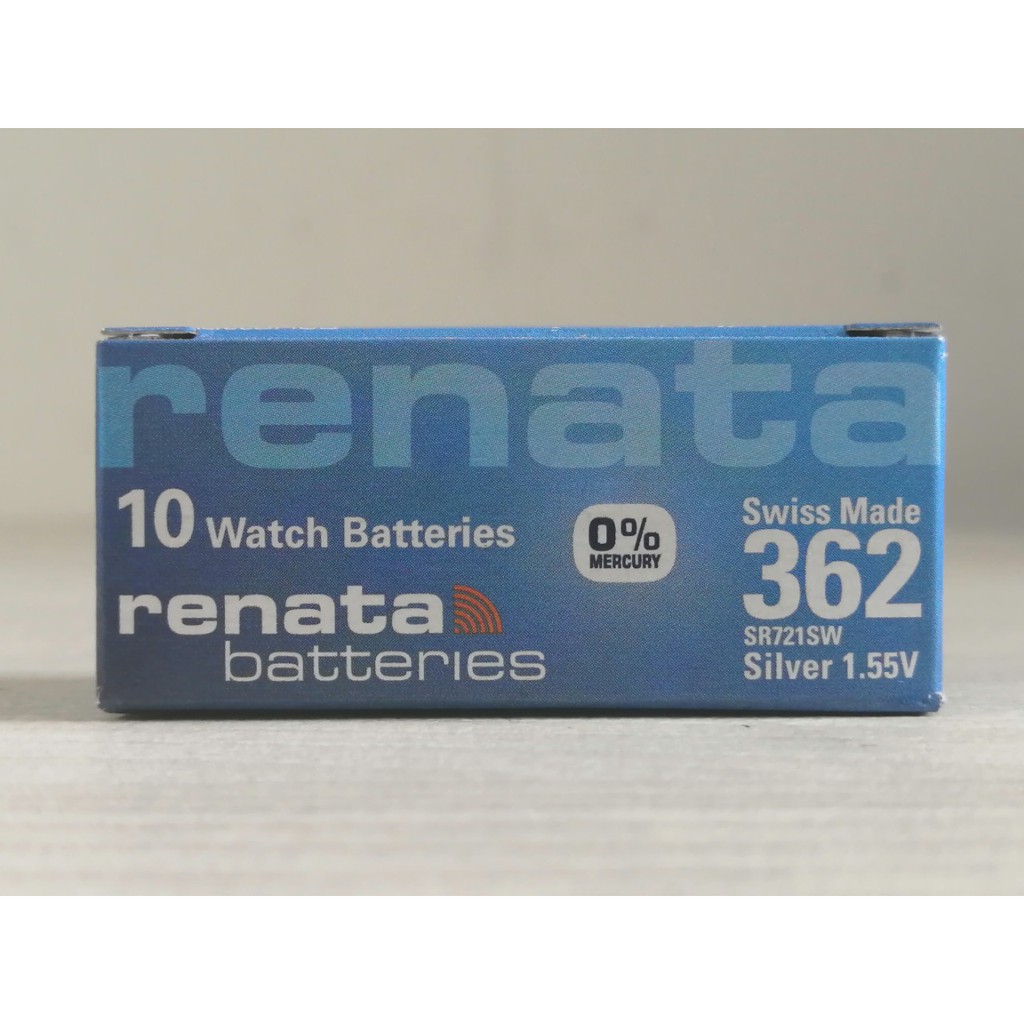 renata
10 Watch Batteries
renata
batteries
0%
MERCURY
Swiss Made
362
SR721SW
Silver 1.55V